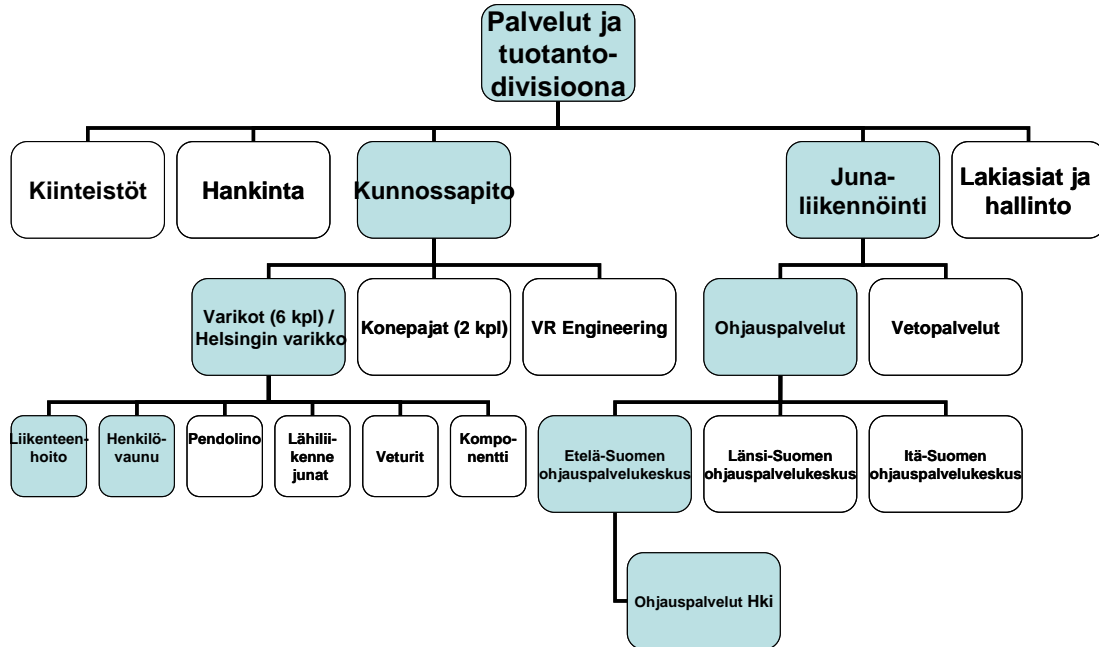 Palvelut ja
tuotanto-
divisioona
Kiinteistöt
Hankinta
Kunnossapito
Juna-
liikennöinti
Lakiasiat ja
hallinto
Varikot (6 kpl) /
Helsingin varikko
Konepajat (2 kpl)
VR Engineering
Ohjauspalvelut
Vetopalvelut
Liikenteen-
hoito
Henkilö-
vaunu
Pendolino
Lähilii-
kenne
junat
Veturit
Kompo-
nentti
Etelä-Suomen
ohjauspalvelukeskus
Länsi-Suomen
ohjauspalvelukeskus
Itä-Suomen
ohjauspalvelukeskus
Ohjauspalvelut Hki